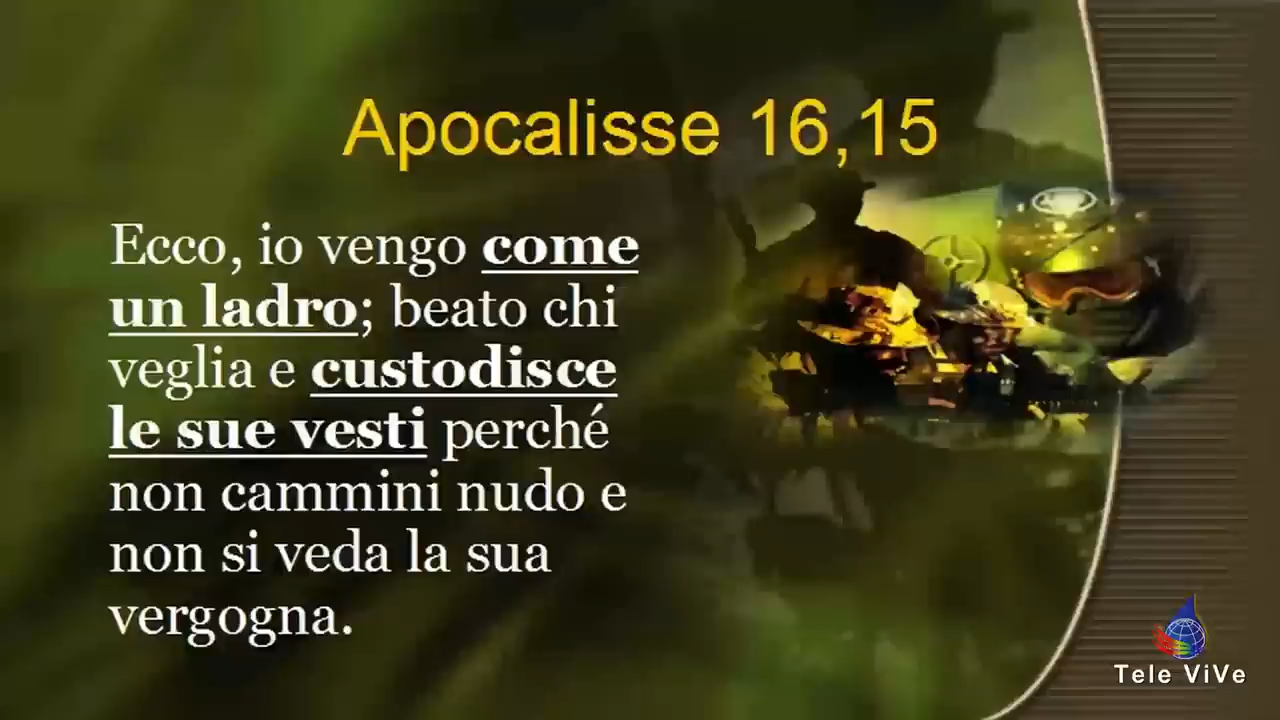 Apocalisse 16,15
Ecco, io vengo come
un ladro; beato chi
veglia e custodisce
le sue vesti perché
non cammini nudo e
non si veda la sua
vergogna.
Tele ViVe